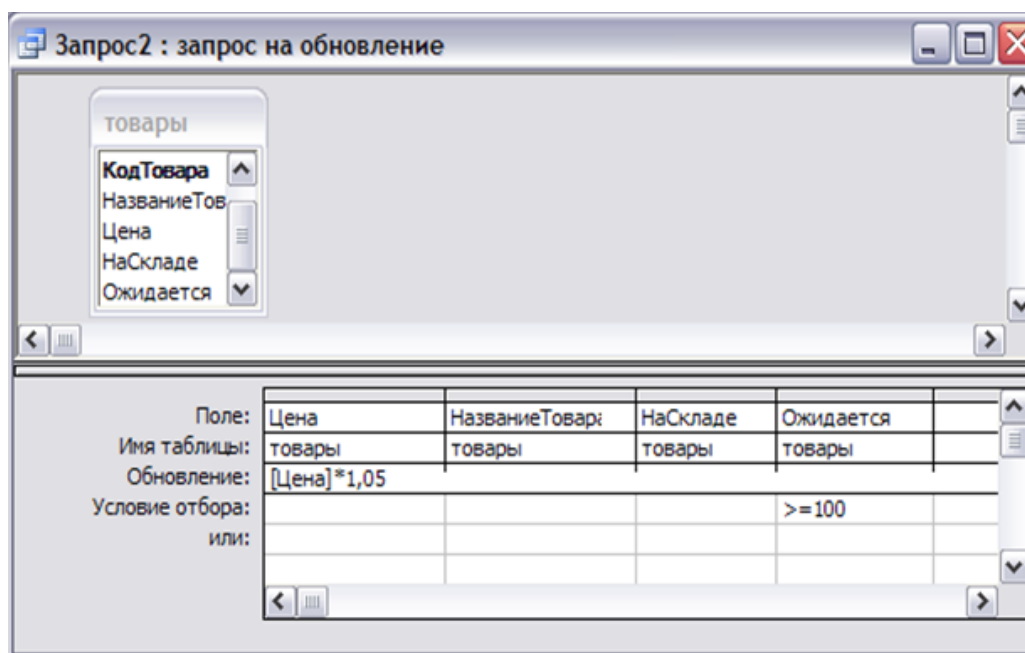 Запрос2 : запрос на обновление
товары
КодТовара
НазваниеТов
Цена
НаСкладе
Ожидается
Поле: Цена НазваниеТовара НаСкладе Ожидается
Имя таблицы: товары товары товары товары
Обновление: [Цена]*1,05
Условие отбора: >=100
или: